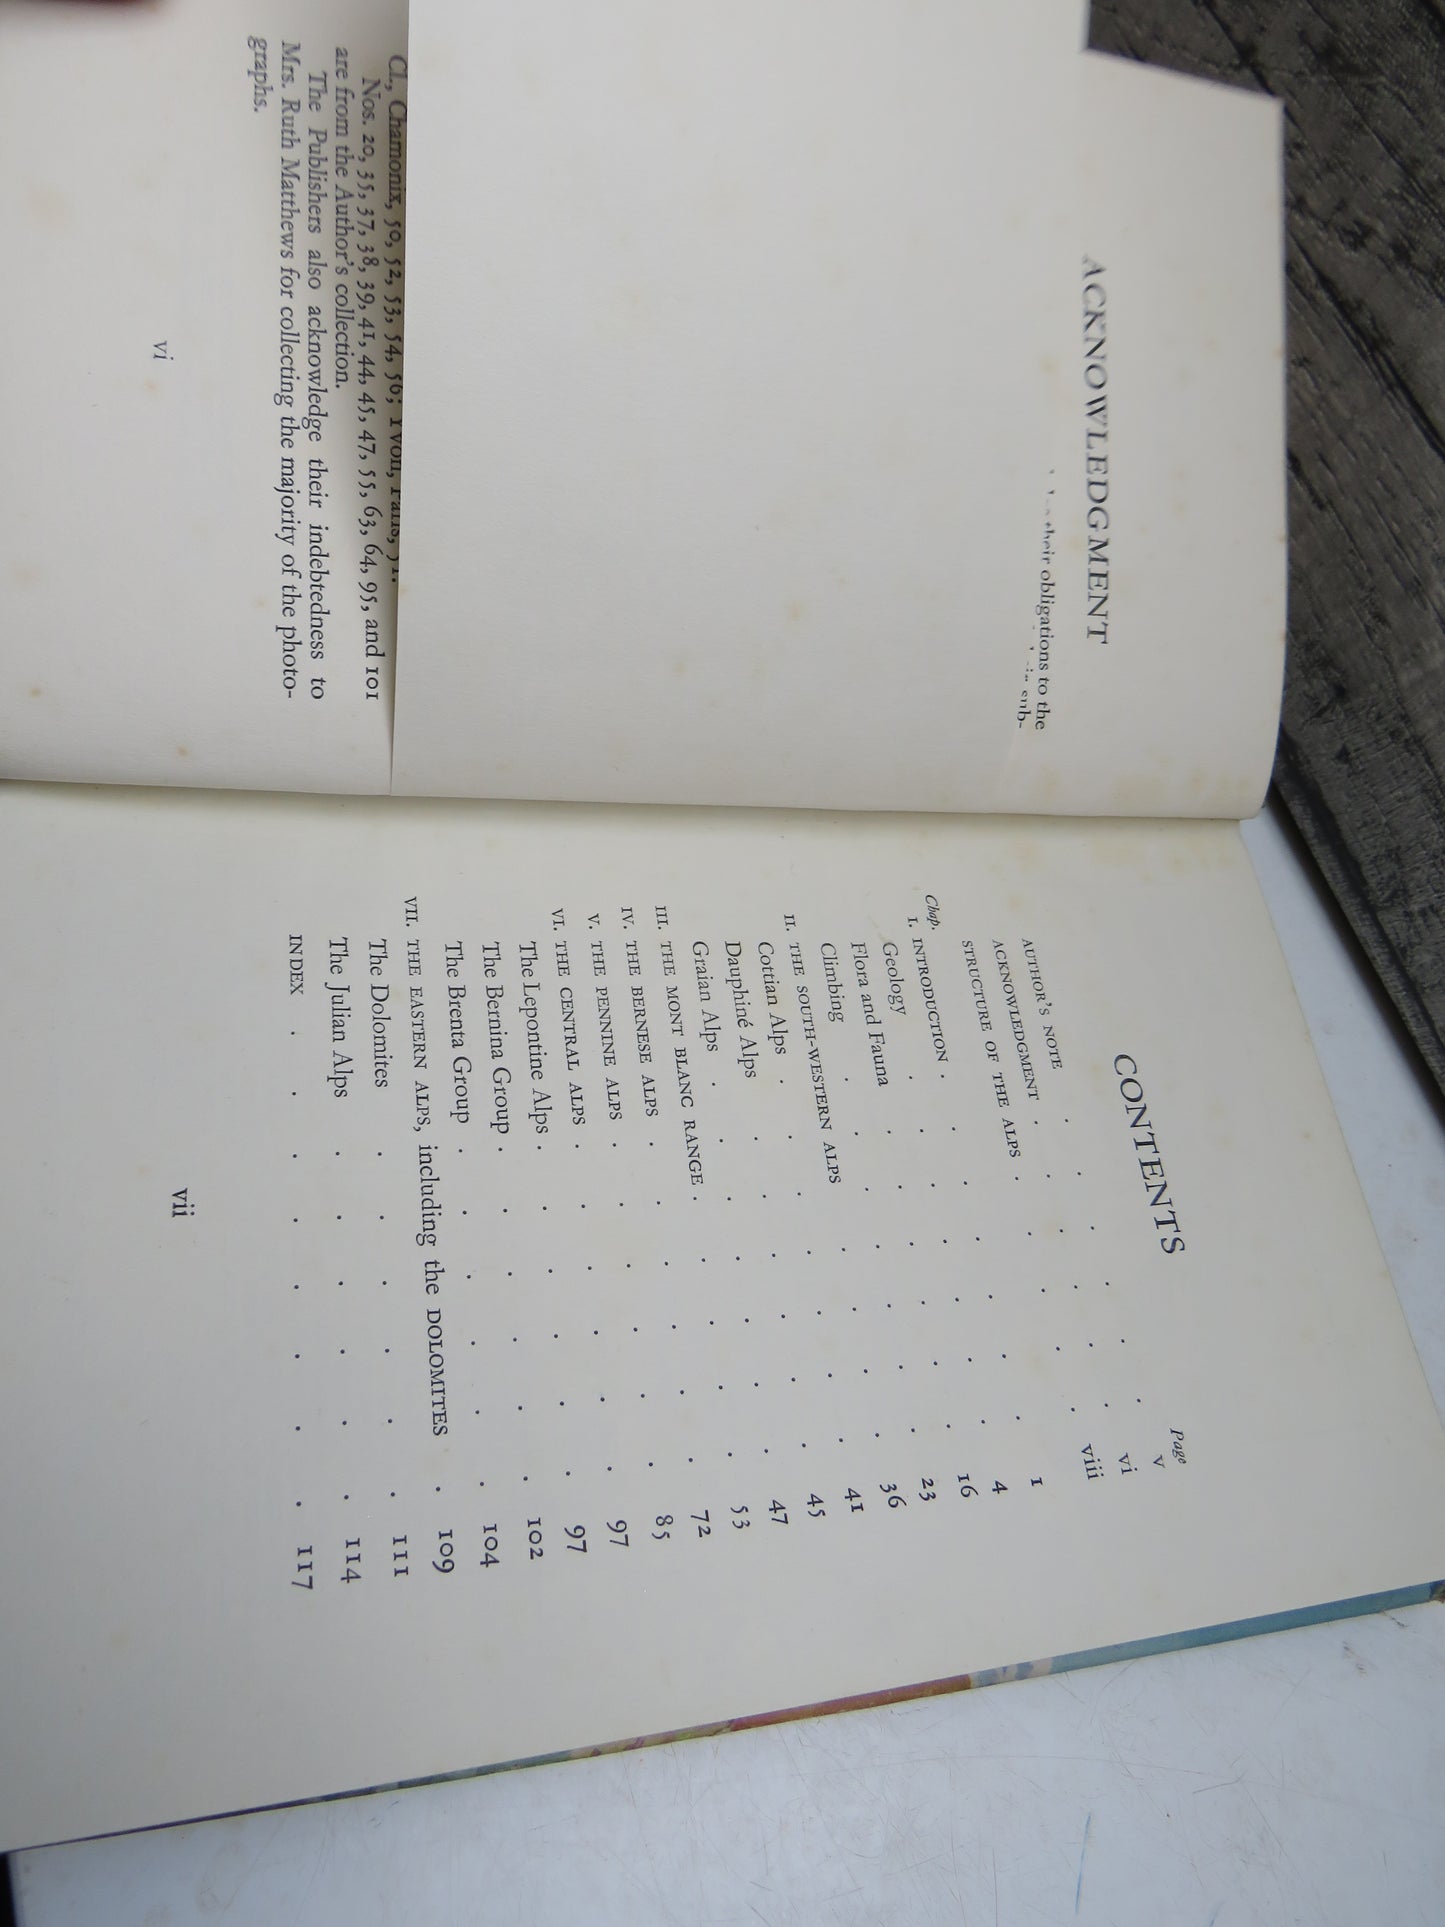 ACKNOWLEDGMENT
their obligations to the
Cl., Chamonix, 50, 52, 53, 54, 56; Yvon, Paris, 51.
Nos. 20, 35, 37, 38, 39, 41, 44, 45, 47, 55, 63, 64, 95, and 101
are from the Author's collection.
The Publishers also acknowledge their indebtedness to
Mrs. Ruth Matthews for collecting the majority of the photo-
graphs.
vi
CONTENTS
Page
AUTHOR'S NOTE . . . . . . v
ACKNOWLEDGMENT . . . . . . vi
STRUCTURE OF THE ALPS . . . . . viii
Chap.
I. INTRODUCTION . . . . . . 1
Geology . . . . . . . 4
Flora and Fauna . . . . . . 16
Climbing . . . . . . . 23
II. THE SOUTH-WESTERN ALPS . . . . . 36
Cottian Alps . . . . . . . 41
Dauphiné Alps . . . . . . . 45
Graian Alps . . . . . . . 47
III. THE MONT BLANC RANGE . . . . . 53
IV. THE BERNESE ALPS . . . . . . 72
V. THE PENNINE ALPS . . . . . . 85
VI. THE CENTRAL ALPS . . . . . . 97
The Lepontine Alps . . . . . . 97
The Bernina Group . . . . . . 102
The Brenta Group . . . . . . 104
VII. THE EASTERN ALPS, including the DOLOMITES . 109
The Dolomites . . . . . . 111
The Julian Alps . . . . . . 114
INDEX . . . . . . . . 117
vii